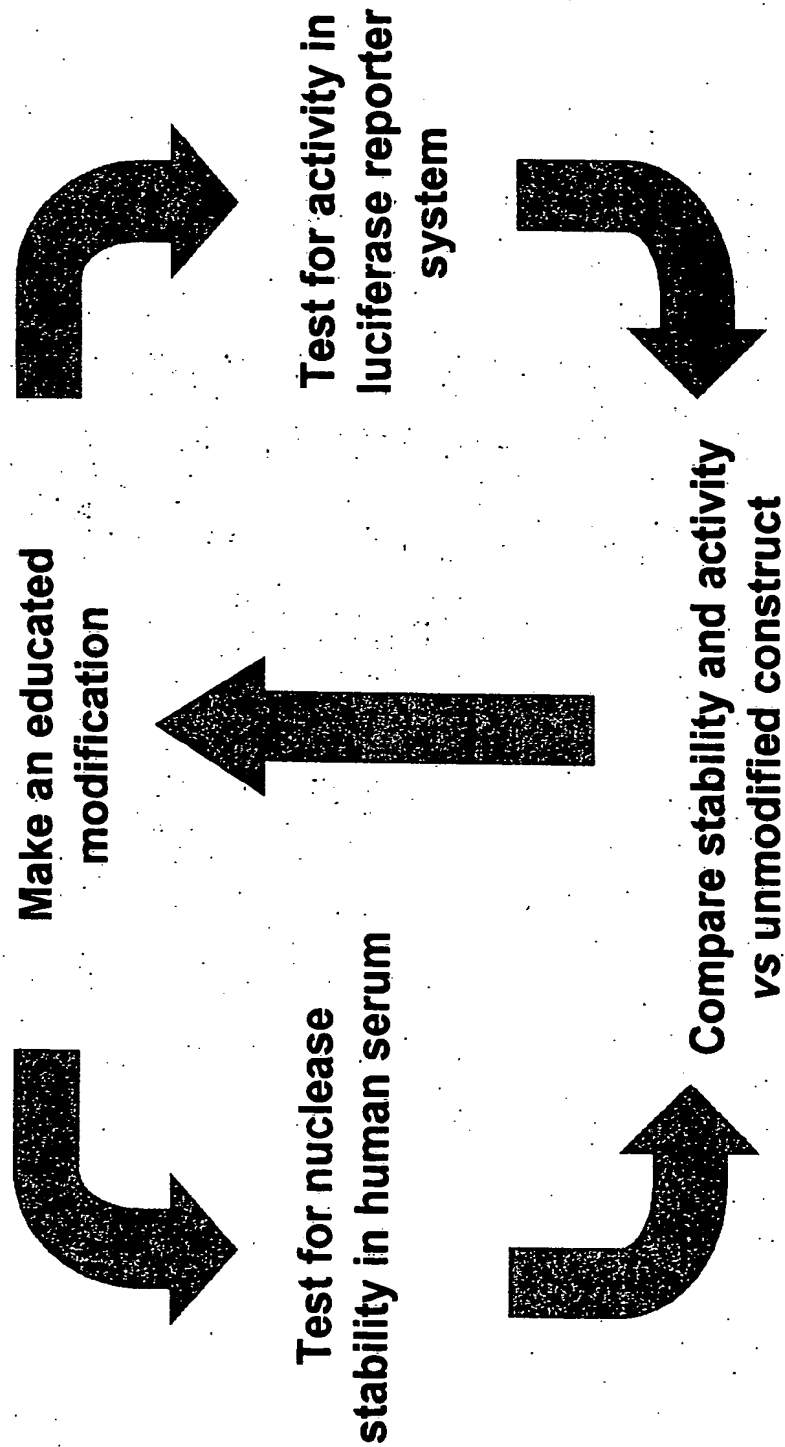 Make an educated
modification
Test for nuclease
stability in human serum
Test for activity in
luciferase reporter
system
Compare stability and activity
vs unmodified construct